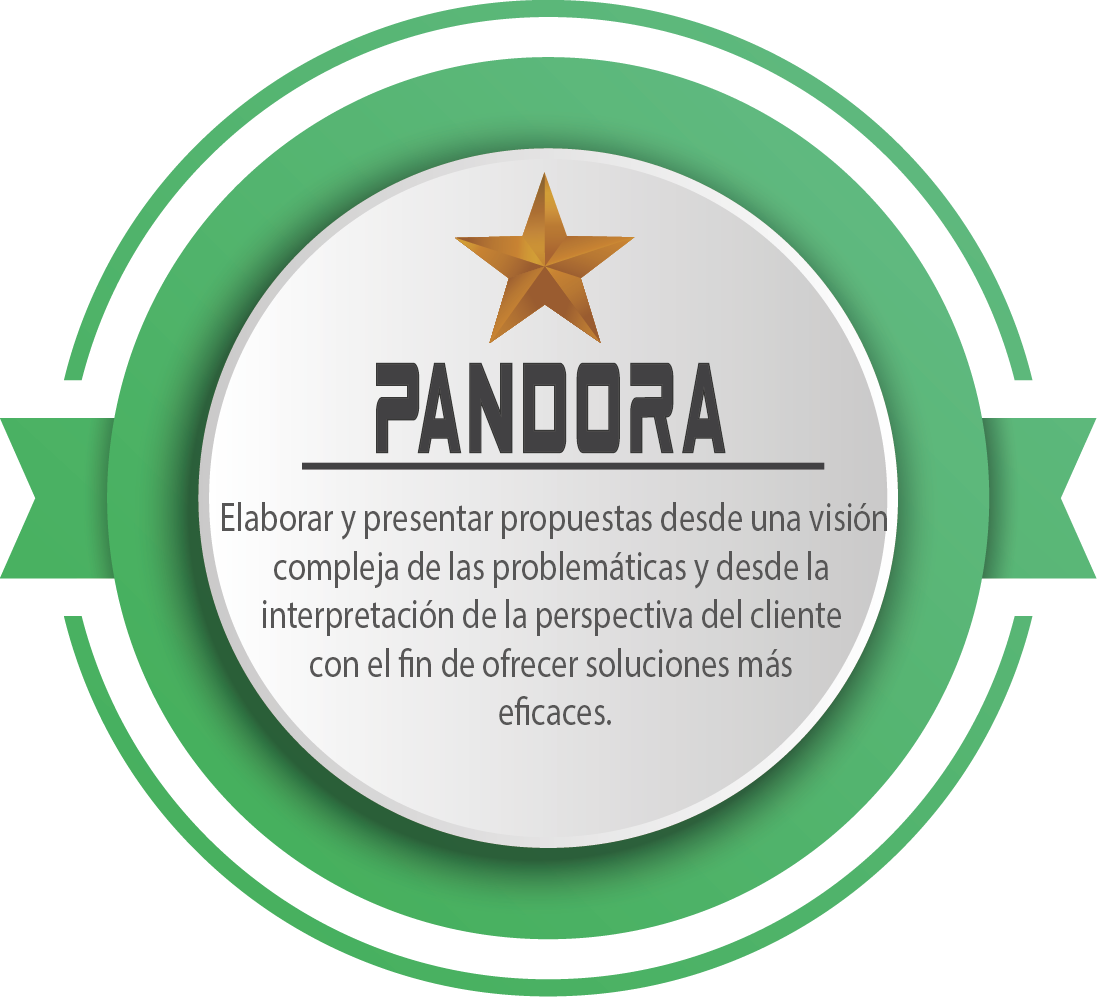 PANDORA
Elaborar y presentar propuestas desde una visión
compleja de las problemáticas y desde la
interpretación de la perspectiva del cliente
con el fin de ofrecer soluciones más
eficaces.